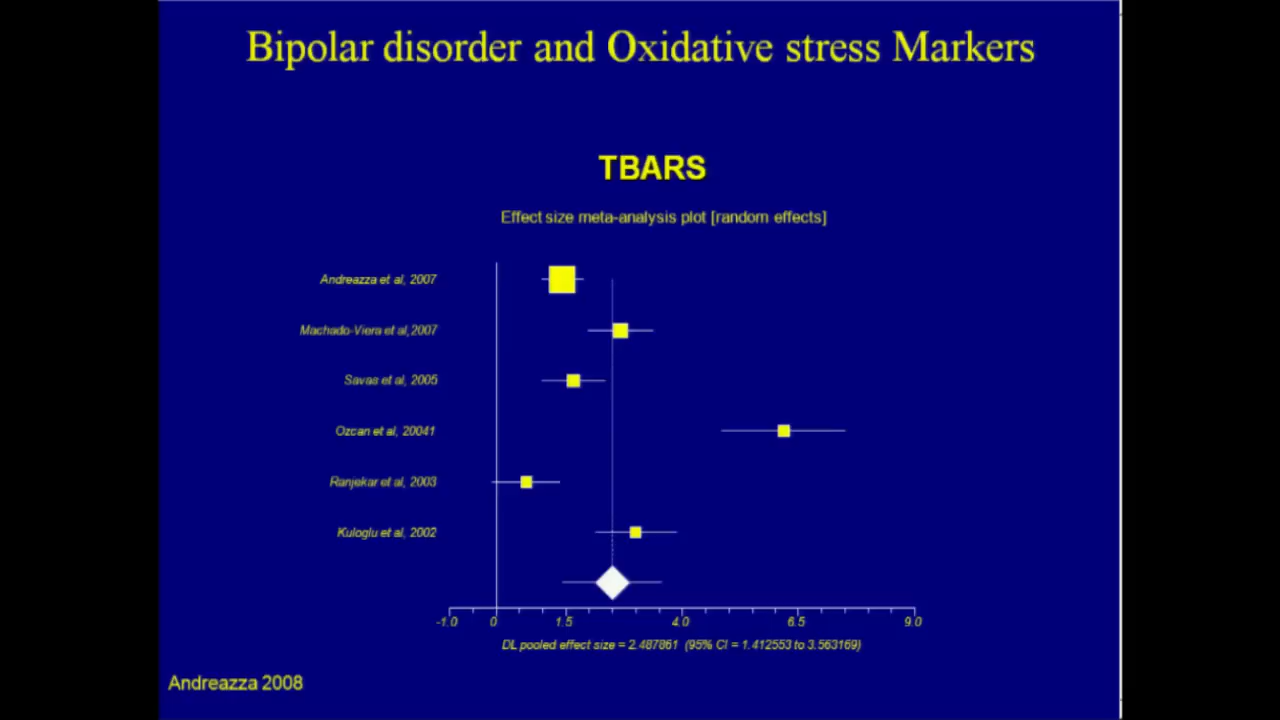 Bipolar disorder and Oxidative stress Markers
TBARS
Effect size meta-analysis plot [random effects]
Andreazza et al, 2007
Machado-Viera et al,2007
Savas et al, 2005
Ozcan et al, 20041
Ranjekar et al, 2003
Kuloglu et al, 2002
-1.0 0 1.5 4.0 6.5 9.0
DL pooled effect size = 2.487861 (95% CI = 1.412553 to 3.563169)
Andreazza 2008